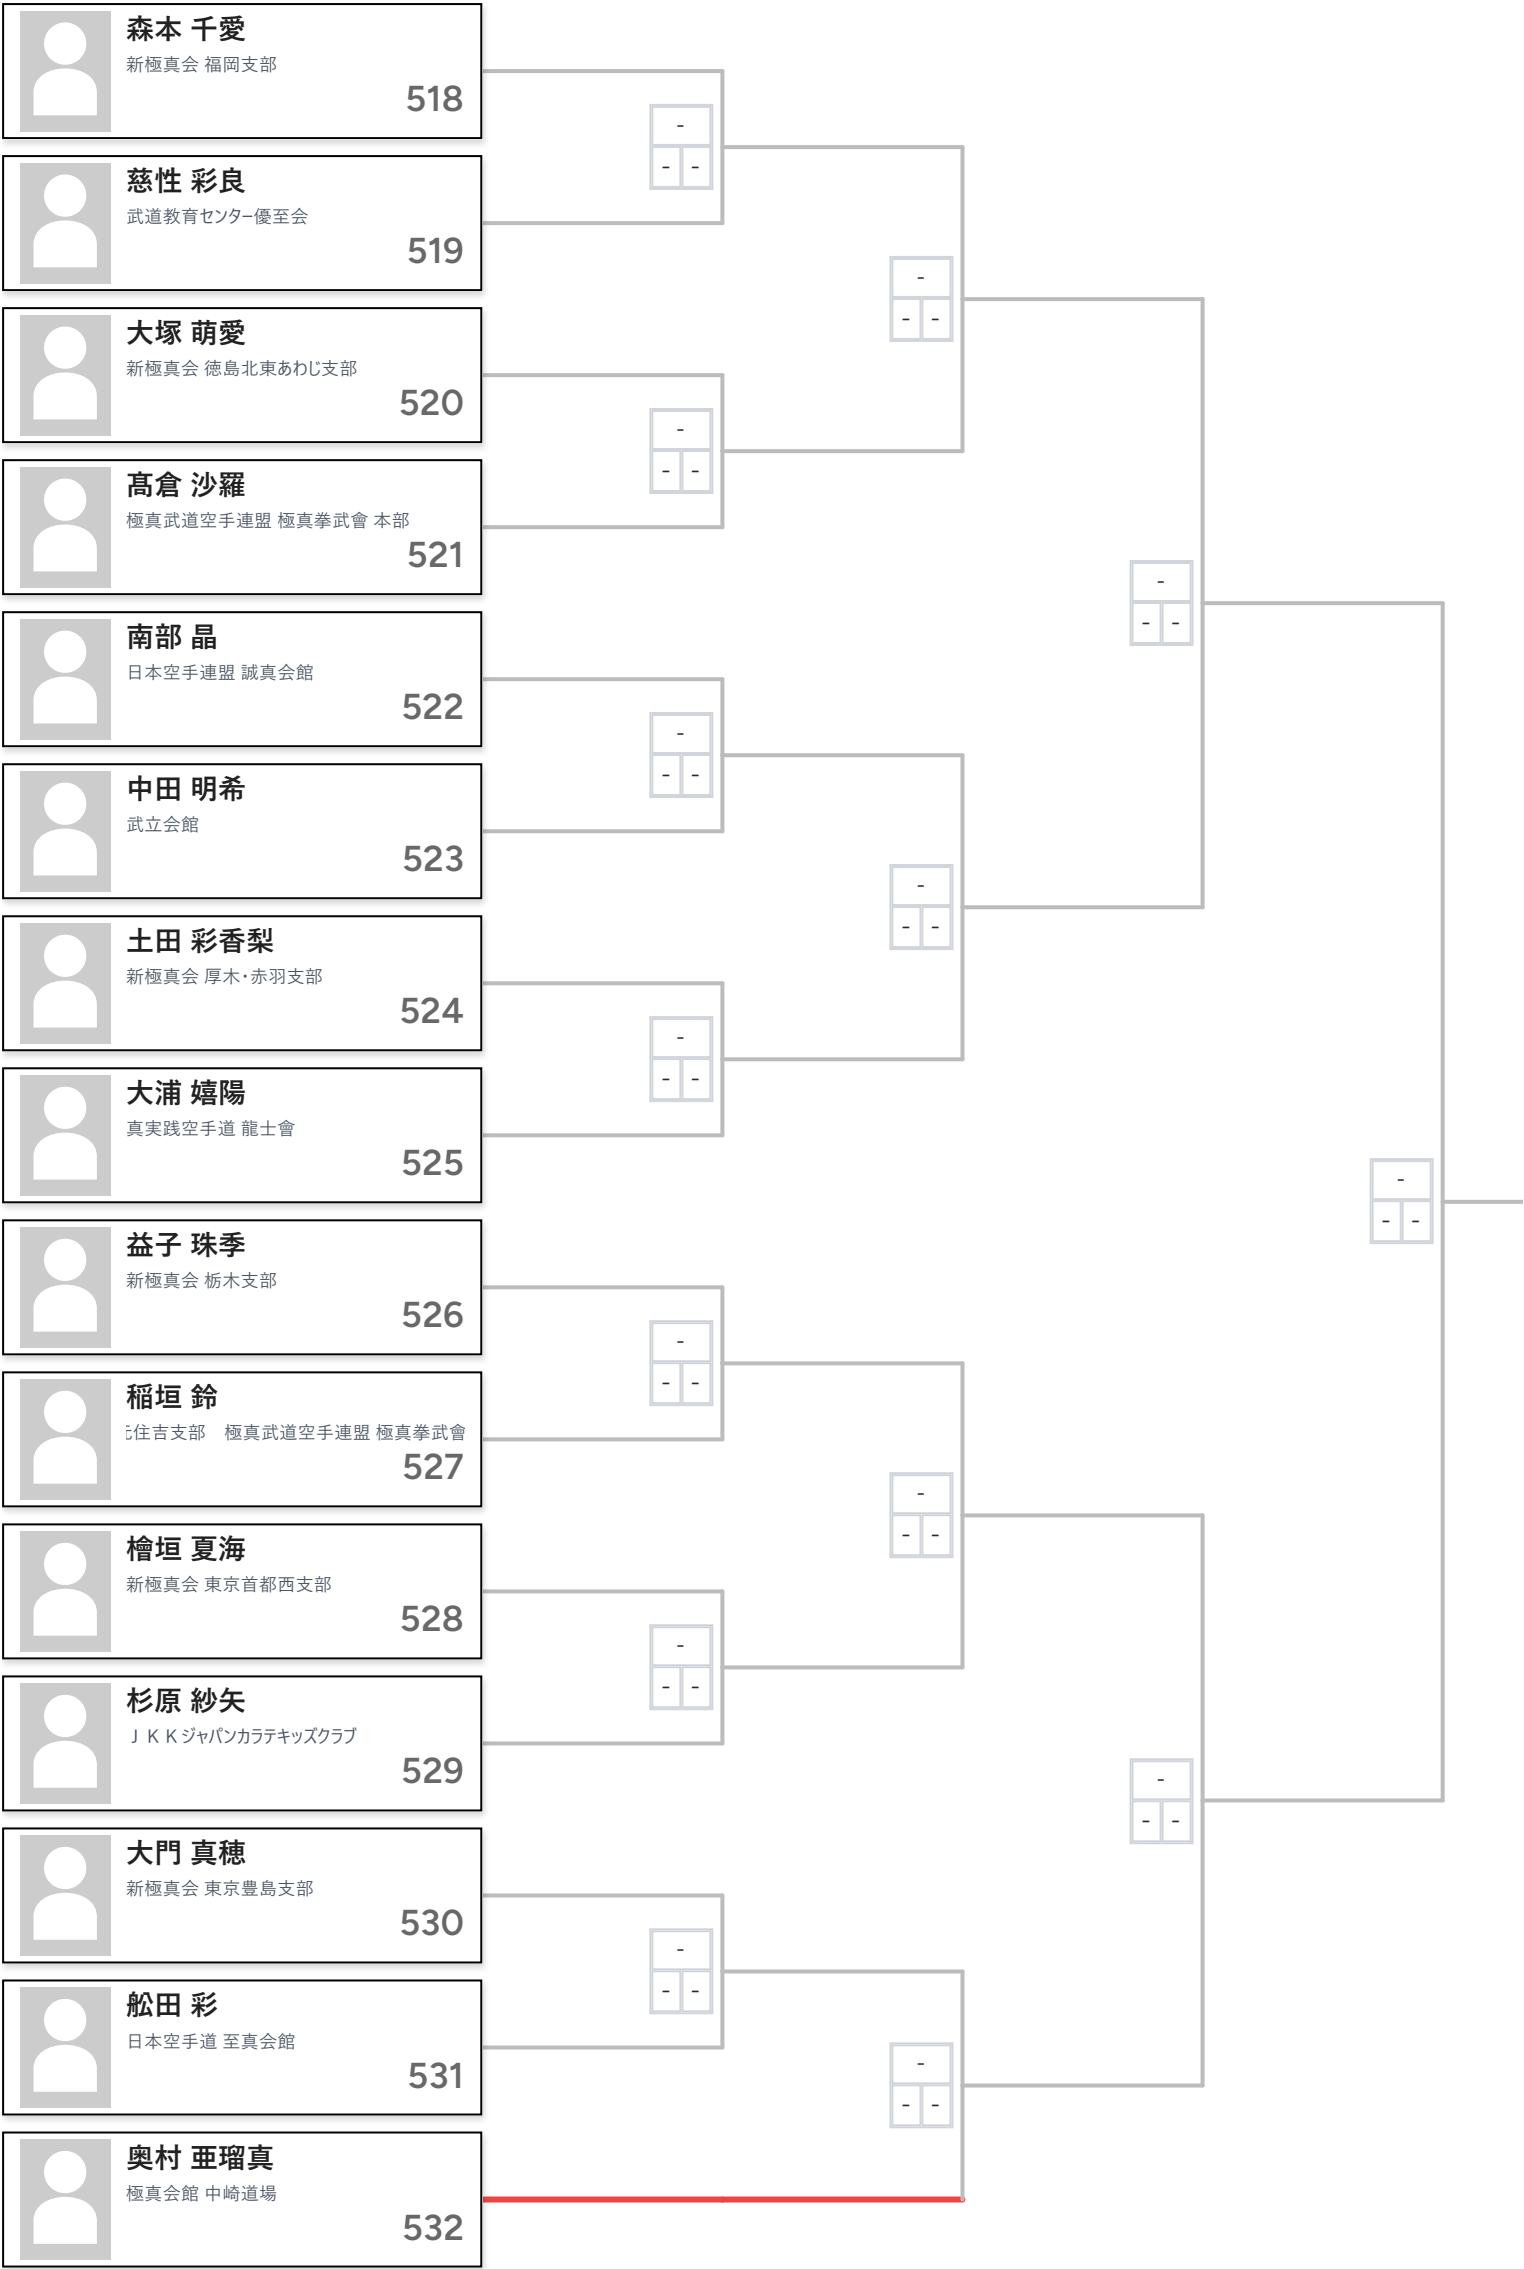 森本 千愛
新極真会 福岡支部
518
-
- -
慈性 彩良
武道教育センター優至会
519
-
- -
大塚 萌愛
新極真会 徳島北東あわじ支部
520
-
- -
髙倉 沙羅
極真武道空手連盟 極真拳武會 本部
521
-
- -
南部 晶
日本空手連盟 誠真会館
522
-
- -
中田 明希
武立会館
523
-
- -
土田 彩香梨
新極真会 厚木・赤羽支部
524
-
- -
大浦 嬉陽
真実践空手道 龍士會
525
-
- -
益子 珠季
新極真会 栃木支部
526
-
- -
稲垣 鈴
住吉支部　極真武道空手連盟 極真拳武會
527
-
- -
檜垣 夏海
新極真会 東京首都西支部
528
-
- -
杉原 紗矢
ＪＫＫジャパンカラテキッズクラブ
529
-
- -
大門 真穂
新極真会 東京豊島支部
530
-
- -
舩田 彩
日本空手道 至真会館
531
-
- -
奥村 亜瑠真
極真会館 中崎道場
532